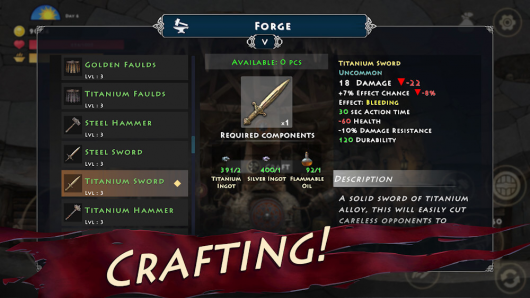 Forge
V
Golden Faulds
Lvl : 3
Titanium Faulds
Lvl : 3
Steel Hammer
Lvl : 3
Steel Sword
Lvl : 3
Titanium Sword
Lvl : 3
Titanium Hammer
Lvl : 3
Available: 0 pcs
x1
Required components
391/2
400/1
92/1
Titanium Ingot
Silver Ingot
Flammable Oil
Titanium Sword
Uncommon
18 Damage -22
+7% Effect Chance -8%
Effect: Bleeding
30 sec Action time
-60 Health
-10% Damage Resistance
120 Durability
Description
A solid sword of titanium
alloy, this will easily cut
careless opponents to
Crafting!